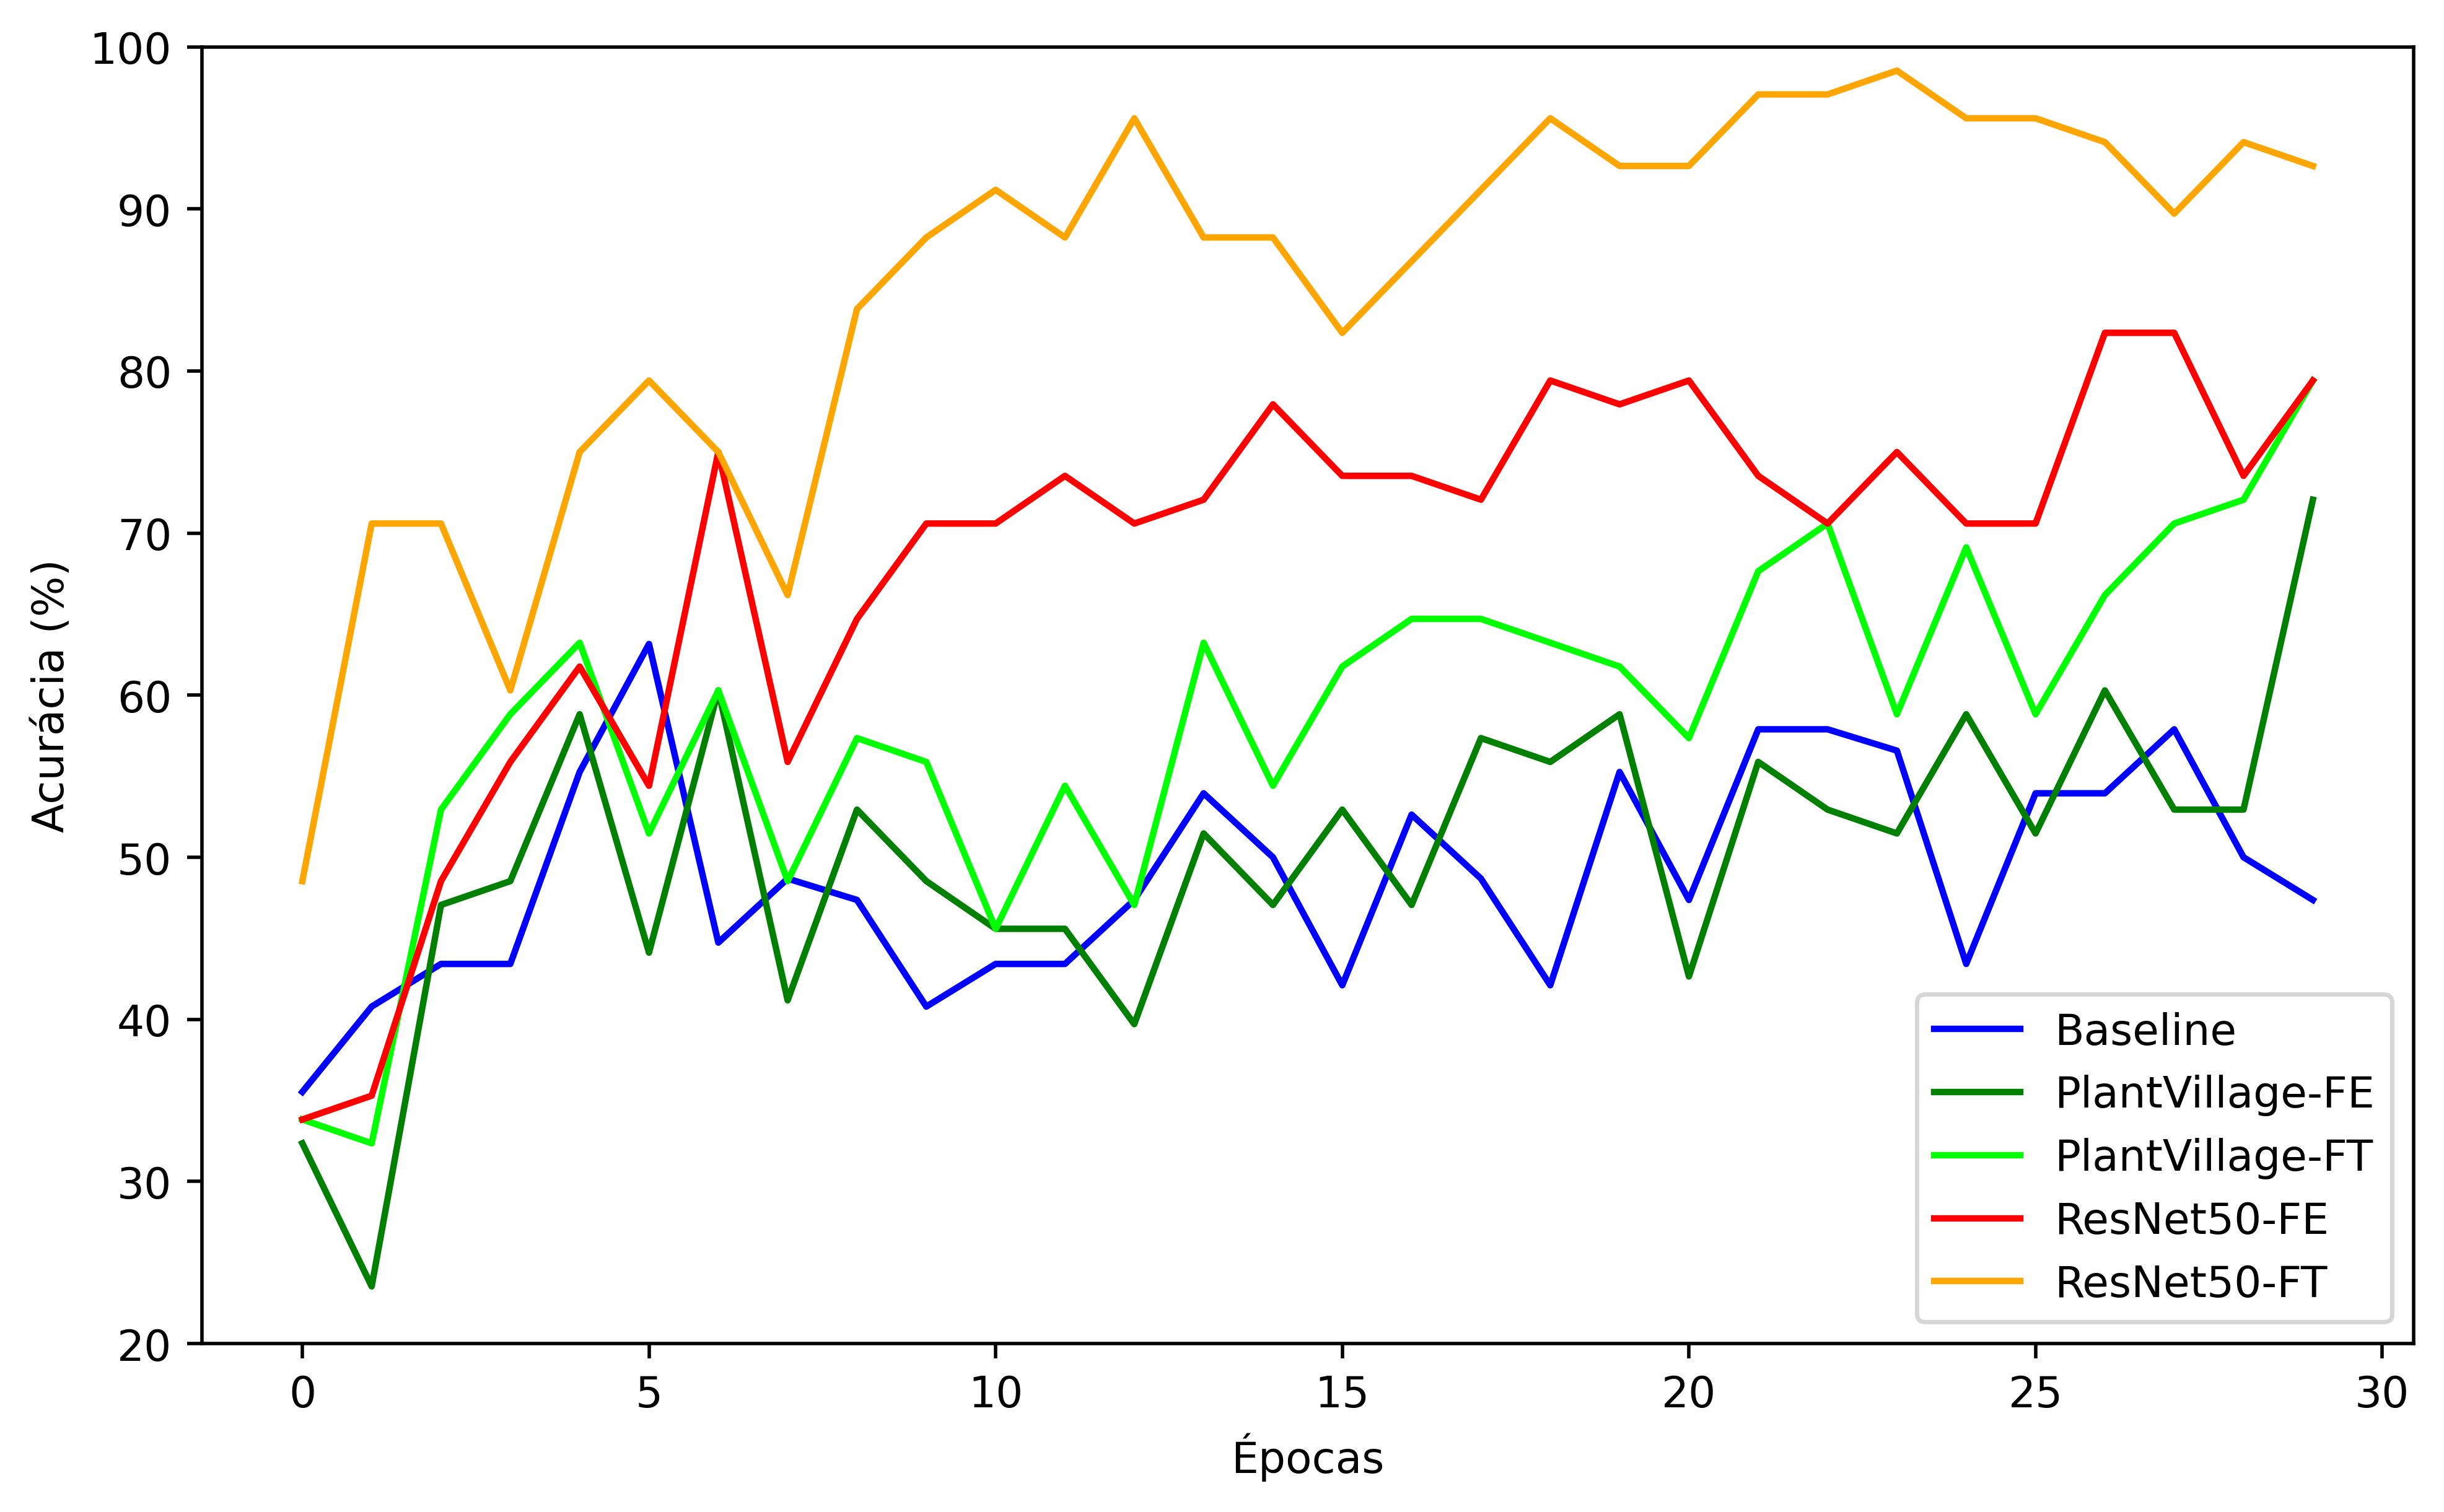 100
90
80
70
60
50
40
30
20
Acurácia (%)
0 5 10 15 20 25 30
Épocas
Baseline
PlantVillage-FE
PlantVillage-FT
ResNet50-FE
ResNet50-FT